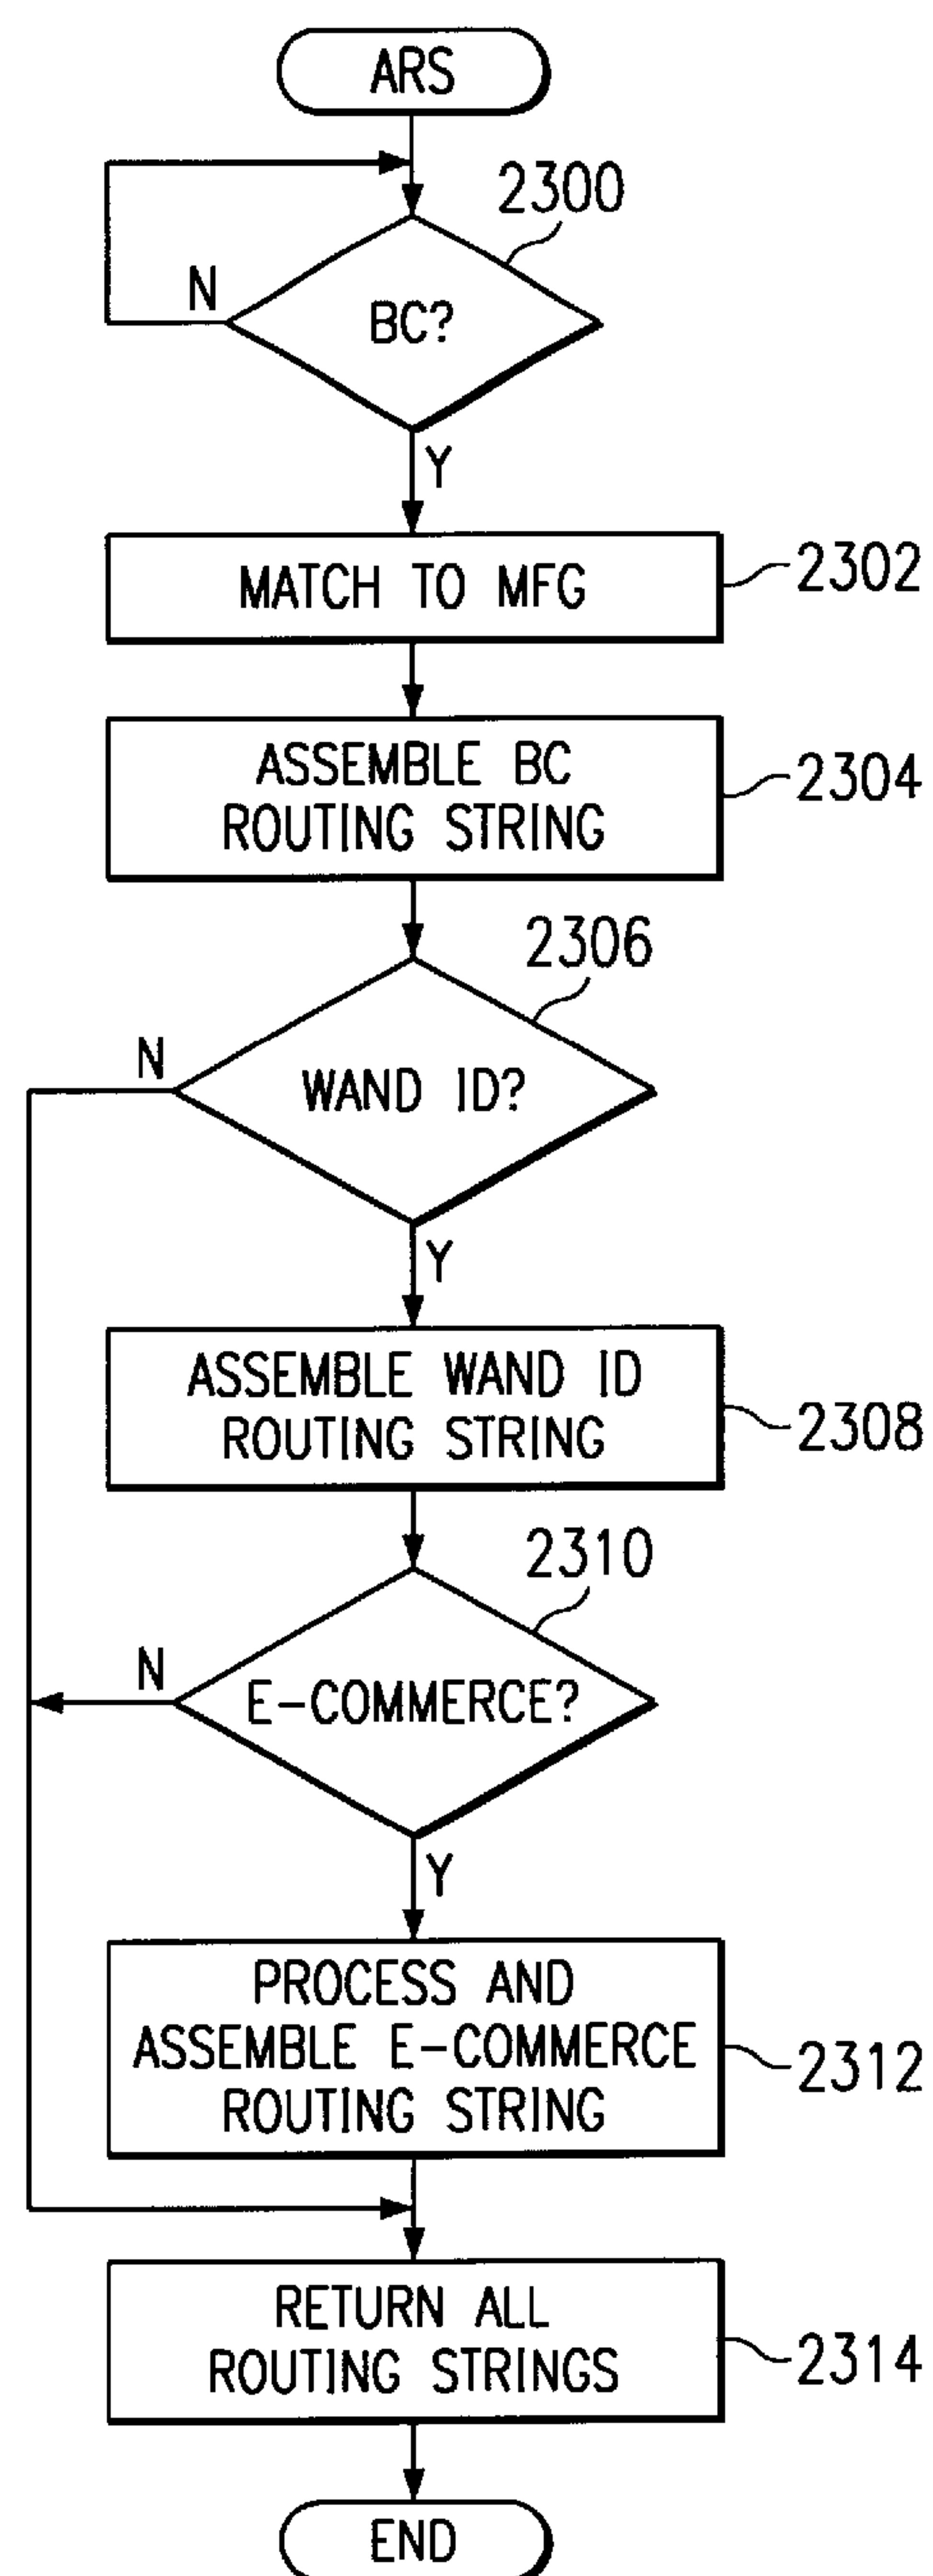 ARS
2300
N
BC?
Y
MATCH TO MFG
2302
ASSEMBLE BC
ROUTING STRING
2304
2306
N
WAND ID?
Y
ASSEMBLE WAND ID
ROUTING STRING
2308
2310
N
E-COMMERCE?
Y
PROCESS AND
ASSEMBLE E-COMMERCE
ROUTING STRING
2312
RETURN ALL
ROUTING STRINGS
2314
END